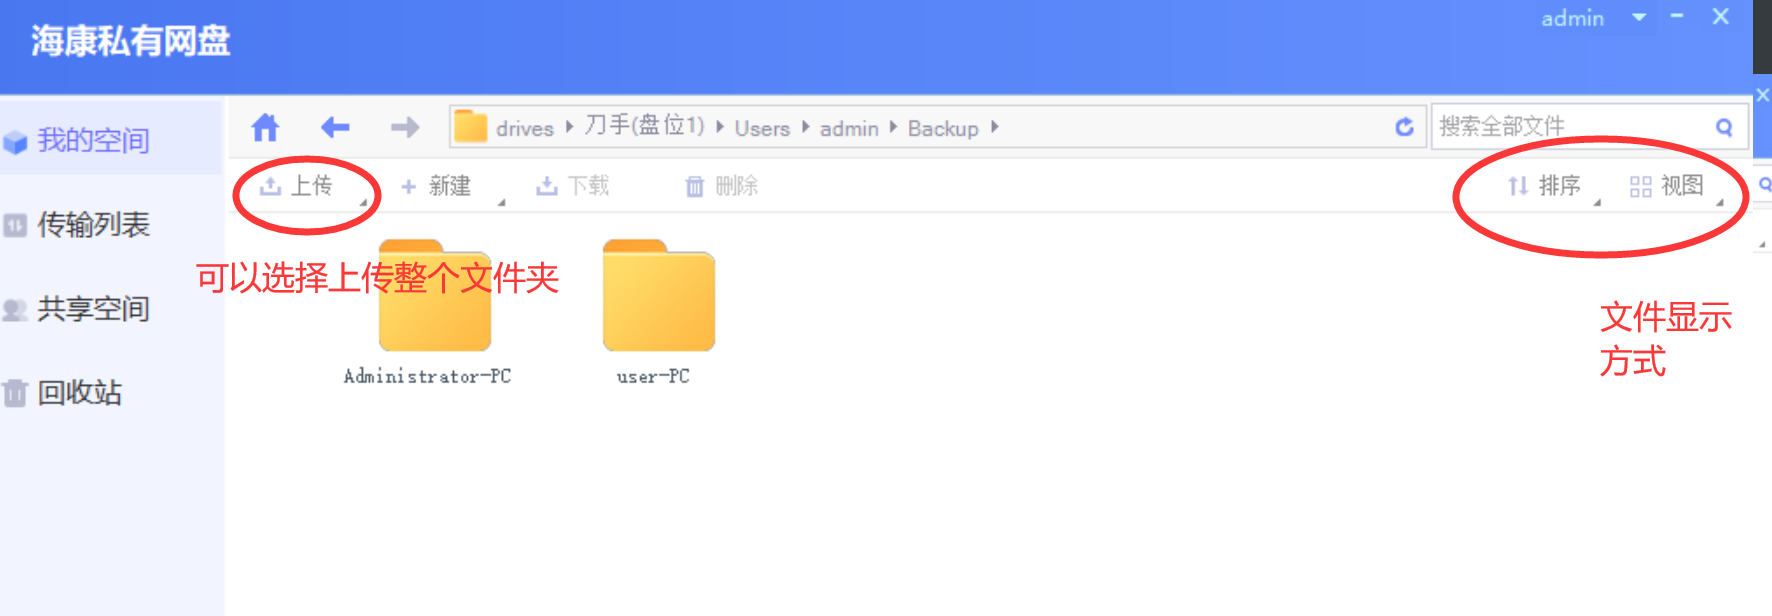 海康私有网盘
admin
我的空间
传输列表
共享空间
回收站
drives 刀手(盘位1) Users admin Backup
搜索全部文件
上传 新建 下载 删除 排序 视图
可以选择上传整个文件夹
Administrator-PC user-PC
文件显示
方式